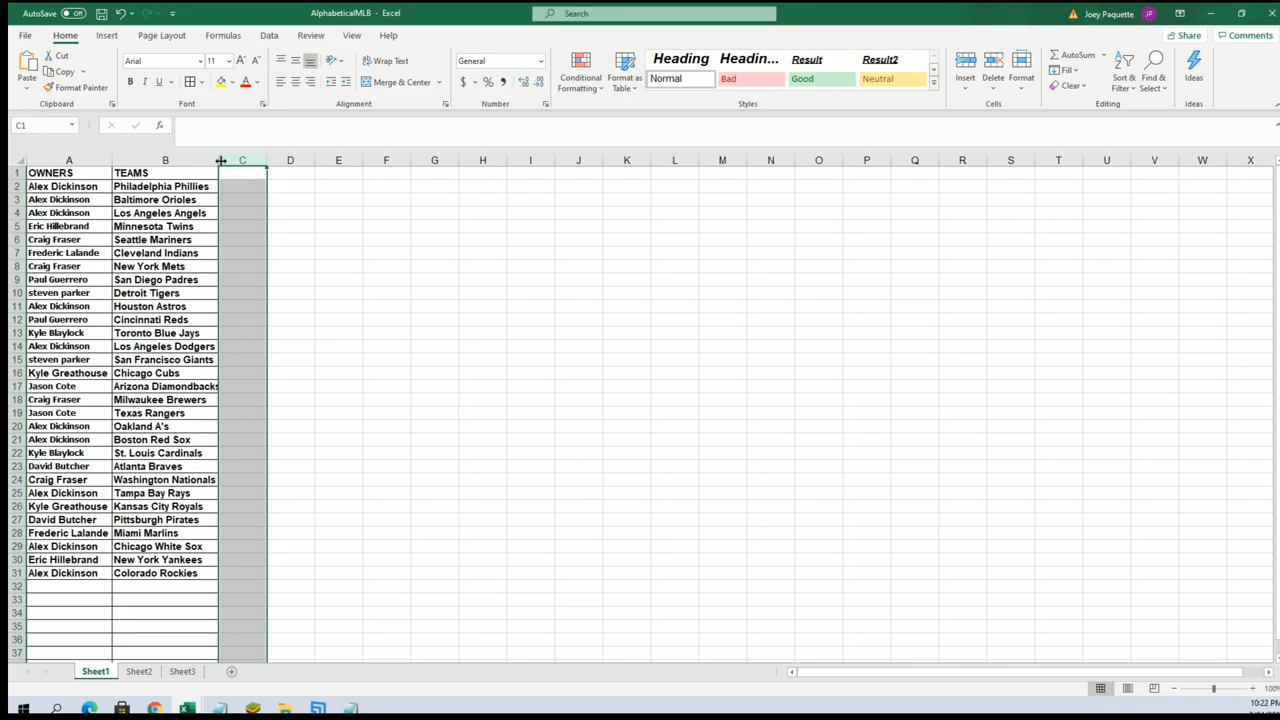 AutoSave Off AlphabeticalMLB - Excel Search Joey Paquette JP
File Home Insert Page Layout Formulas Data Review View Help Share Comments
Paste Cut Copy Format Painter Clipboard
Arial 11 B I U A Font
Wrap Text Merge & Center Alignment
General $ % Number
Conditional Formatting Format as Table
Heading Headin... Result Result2
Normal Bad Good Neutral
Styles
Insert Delete Format Cells
AutoSum Fill Clear Sort & Filter Find & Select Editing
Ideas Ideas
C1 fx
A B C D E F G H I J K L M N O P Q R S T U V W X
1 OWNERS TEAMS
2 Alex Dickinson Philadelphia Phillies
3 Alex Dickinson Baltimore Orioles
4 Alex Dickinson Los Angeles Angels
5 Eric Hillebrand Minnesota Twins
6 Craig Fraser Seattle Mariners
7 Frederic Lalande Cleveland Indians
8 Craig Fraser New York Mets
9 Paul Guerrero San Diego Padres
10 steven parker Detroit Tigers
11 Alex Dickinson Houston Astros
12 Paul Guerrero Cincinnati Reds
13 Kyle Blaylock Toronto Blue Jays
14 Alex Dickinson Los Angeles Dodgers
15 steven parker San Francisco Giants
16 Kyle Greathouse Chicago Cubs
17 Jason Cote Arizona Diamondbacks
18 Craig Fraser Milwaukee Brewers
19 Jason Cote Texas Rangers
20 Alex Dickinson Oakland A's
21 Alex Dickinson Boston Red Sox
22 Kyle Blaylock St. Louis Cardinals
23 David Butcher Atlanta Braves
24 Craig Fraser Washington Nationals
25 Alex Dickinson Tampa Bay Rays
26 Kyle Greathouse Kansas City Royals
27 David Butcher Pittsburgh Pirates
28 Frederic Lalande Miami Marlins
29 Alex Dickinson Chicago White Sox
30 Eric Hillebrand New York Yankees
31 Alex Dickinson Colorado Rockies
32
33
34
35
36
37
Sheet1 Sheet2 Sheet3
100%
10:22 PM